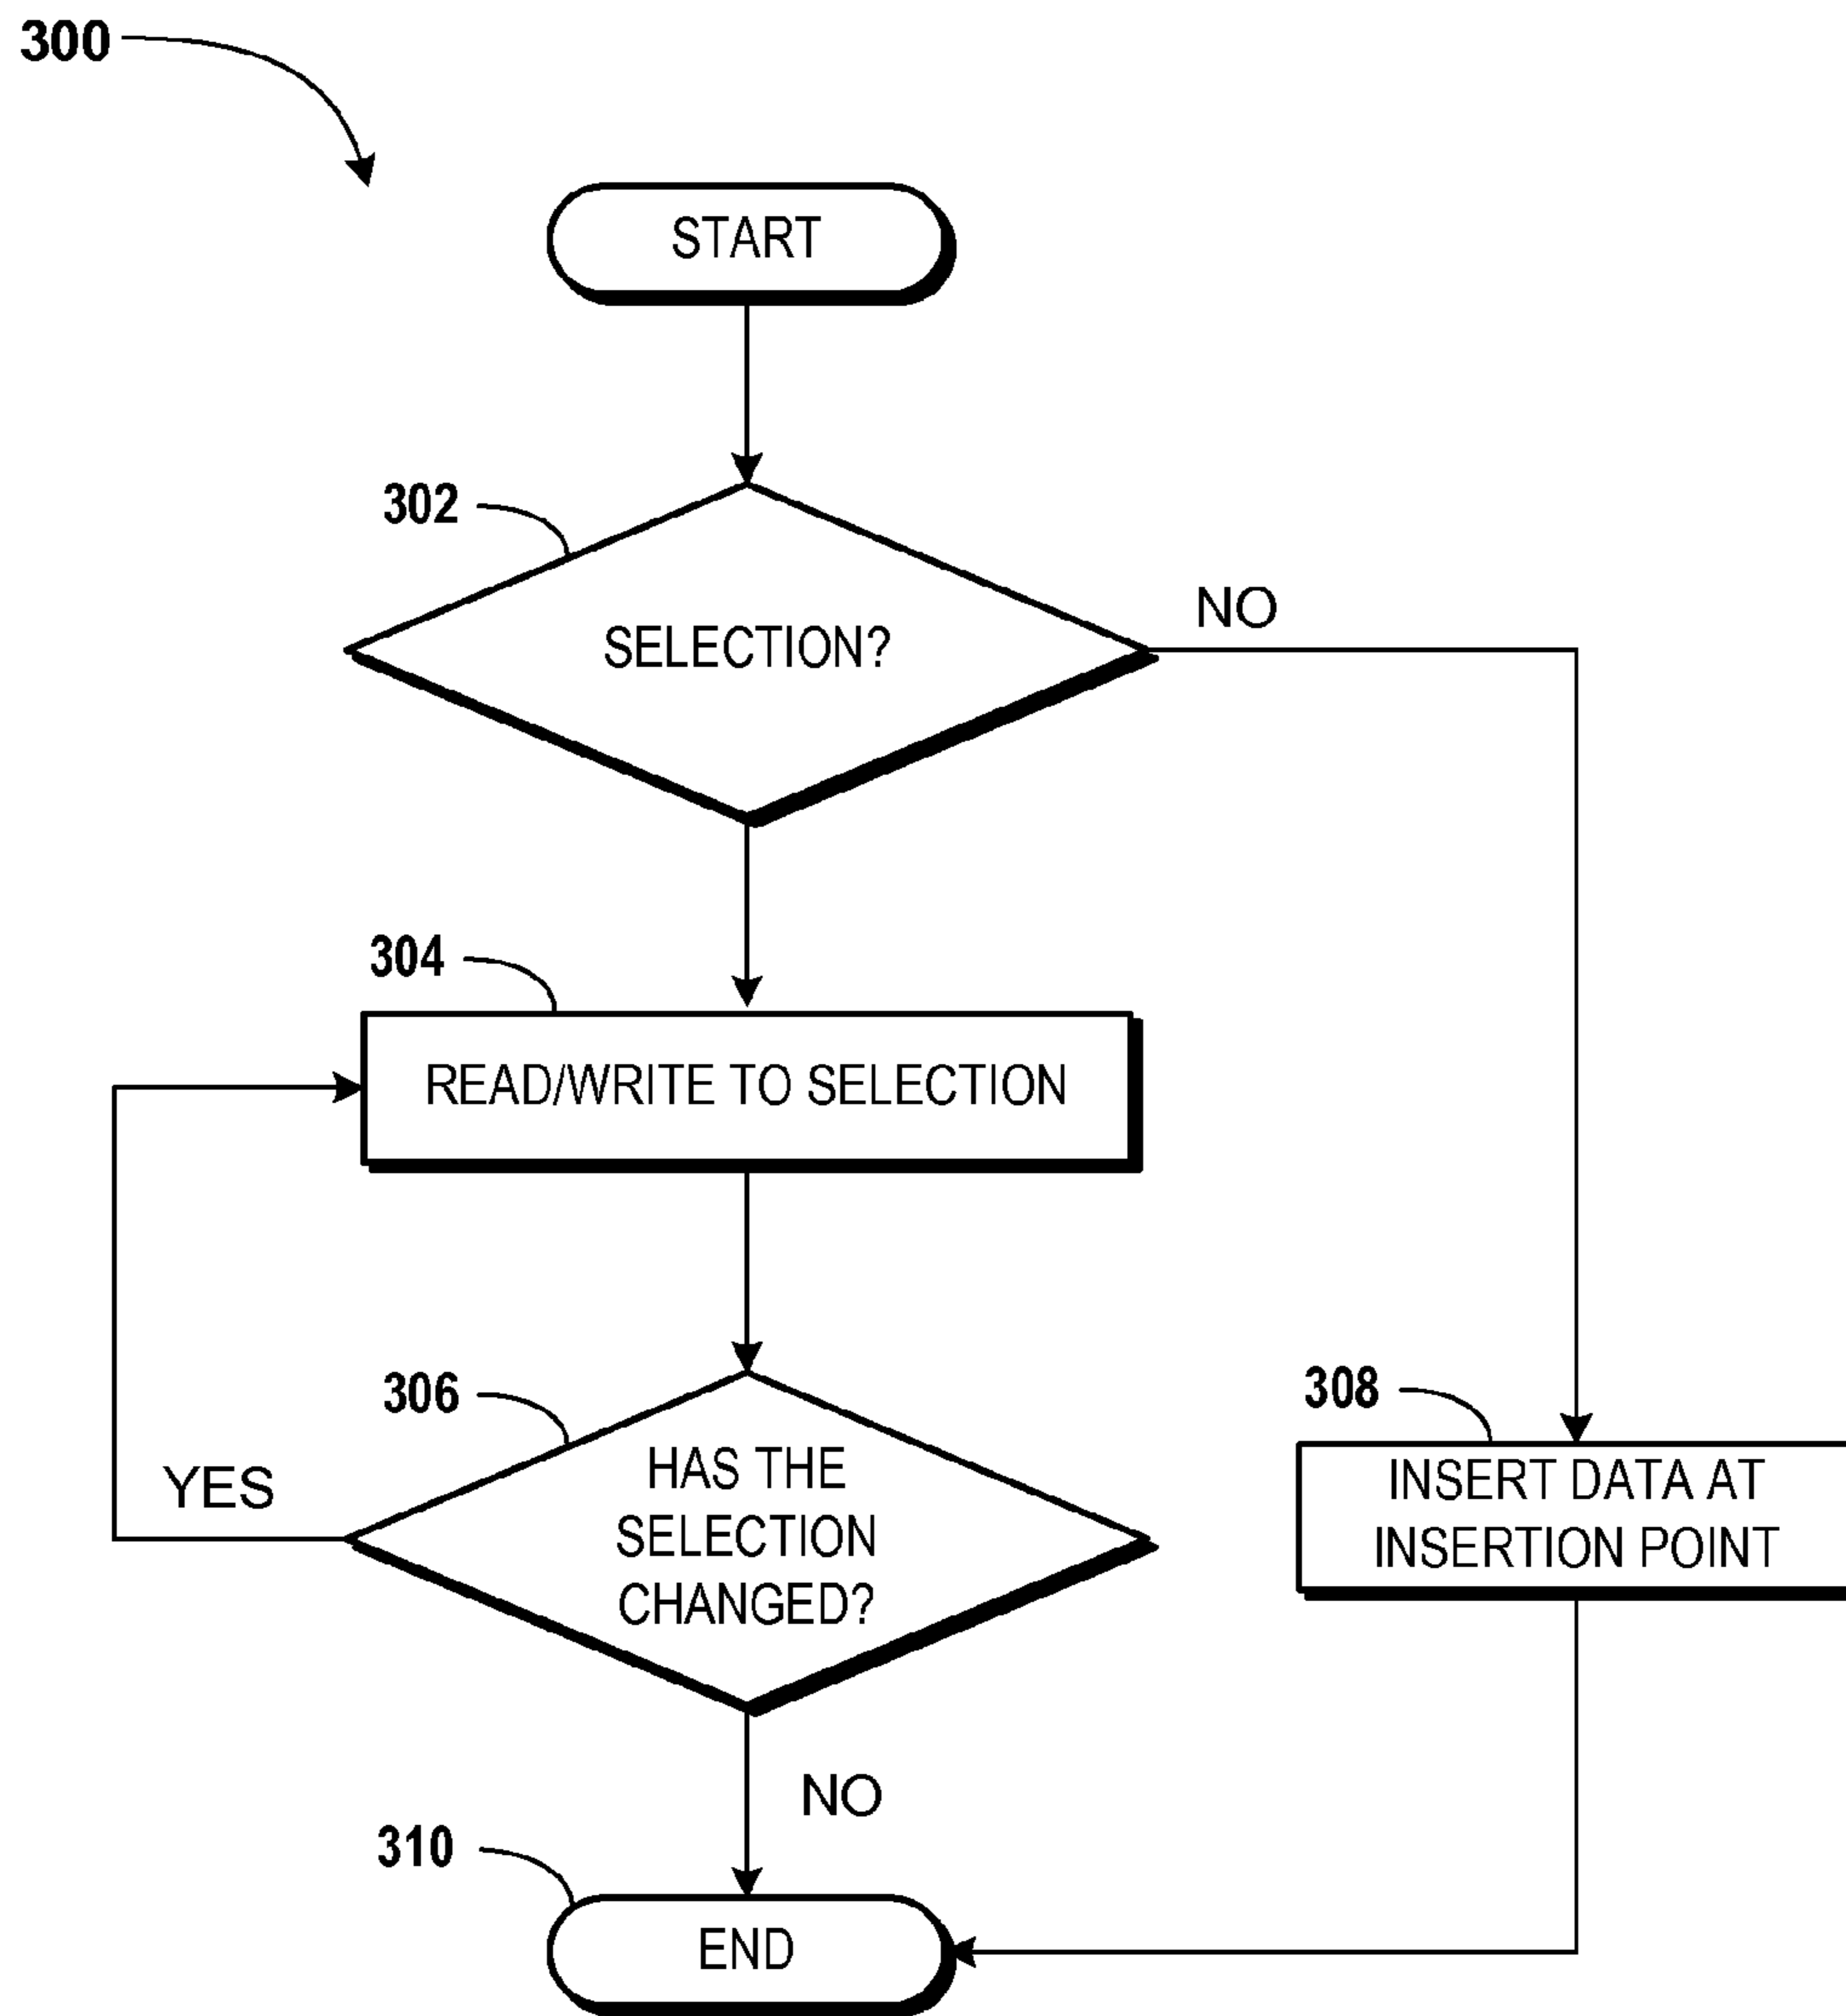 300
START
302
SELECTION?
NO
304
READ/WRITE TO SELECTION
306
HAS THE
SELECTION
CHANGED?
YES
308
INSERT DATA AT
INSERTION POINT
NO
310
END